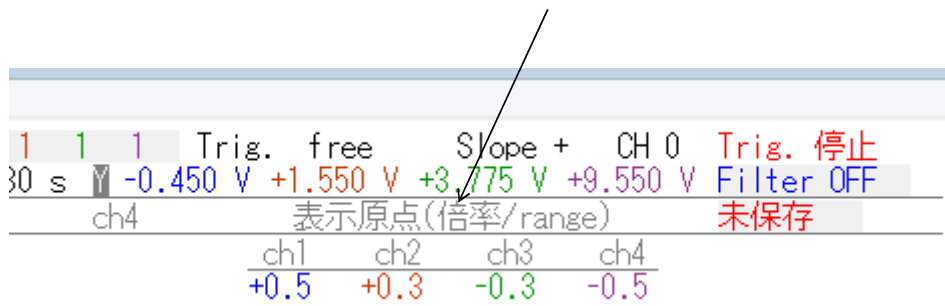 1 1 1 Trig. free Slope + CH 0 Trig. 停止
30 s Y -0.450 V +1.550 V +3.775 V +9.550 V Filter OFF
ch4 表示原点(倍率/range) 未保存
ch1 ch2 ch3 ch4
+0.5 +0.3 -0.3 -0.5